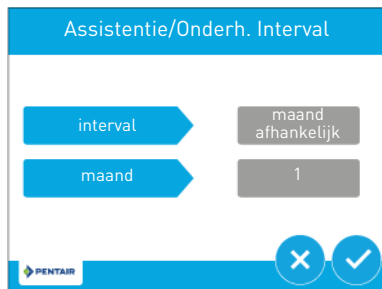 Assistentie/Onderh. Interval
interval
maand
afhankelijk
maand
1
PENTAIR